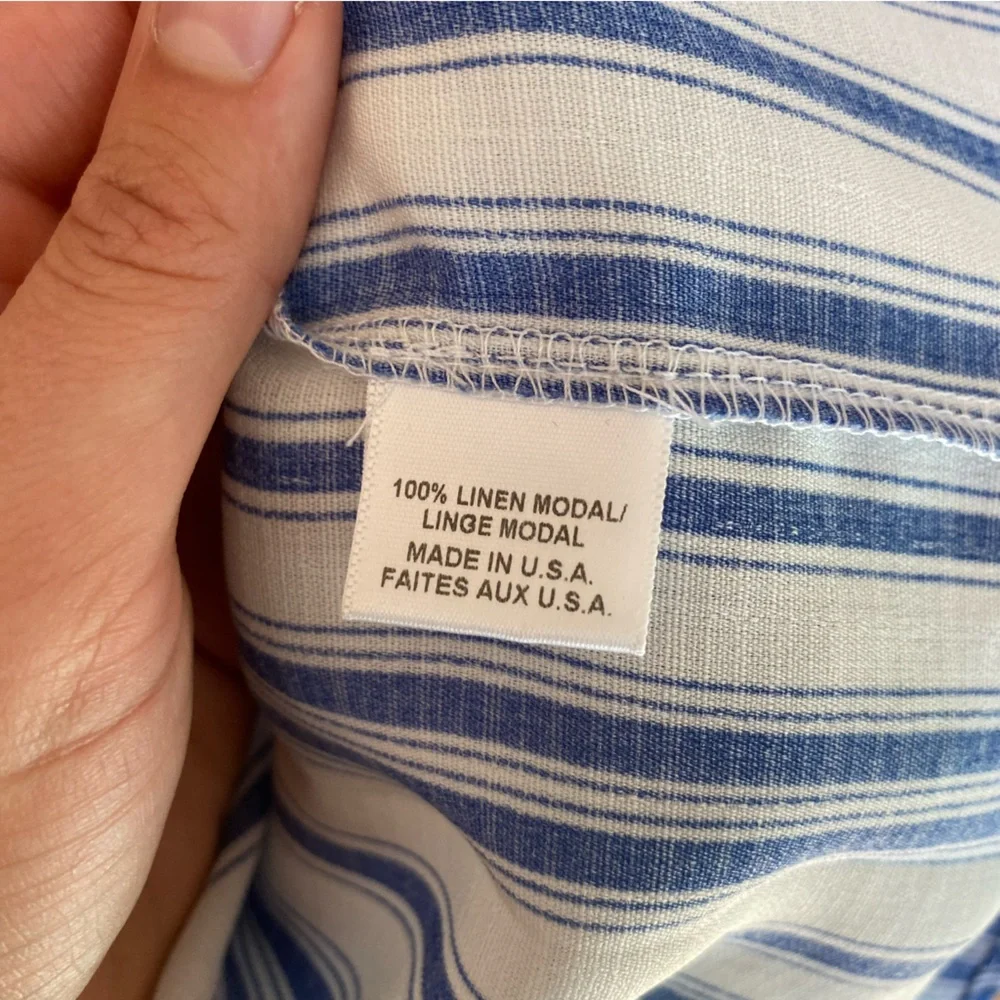 100% LINEN MODAL/
LINGE MODAL
MADE IN U.S.A.
FAITES AUX U.S.A.